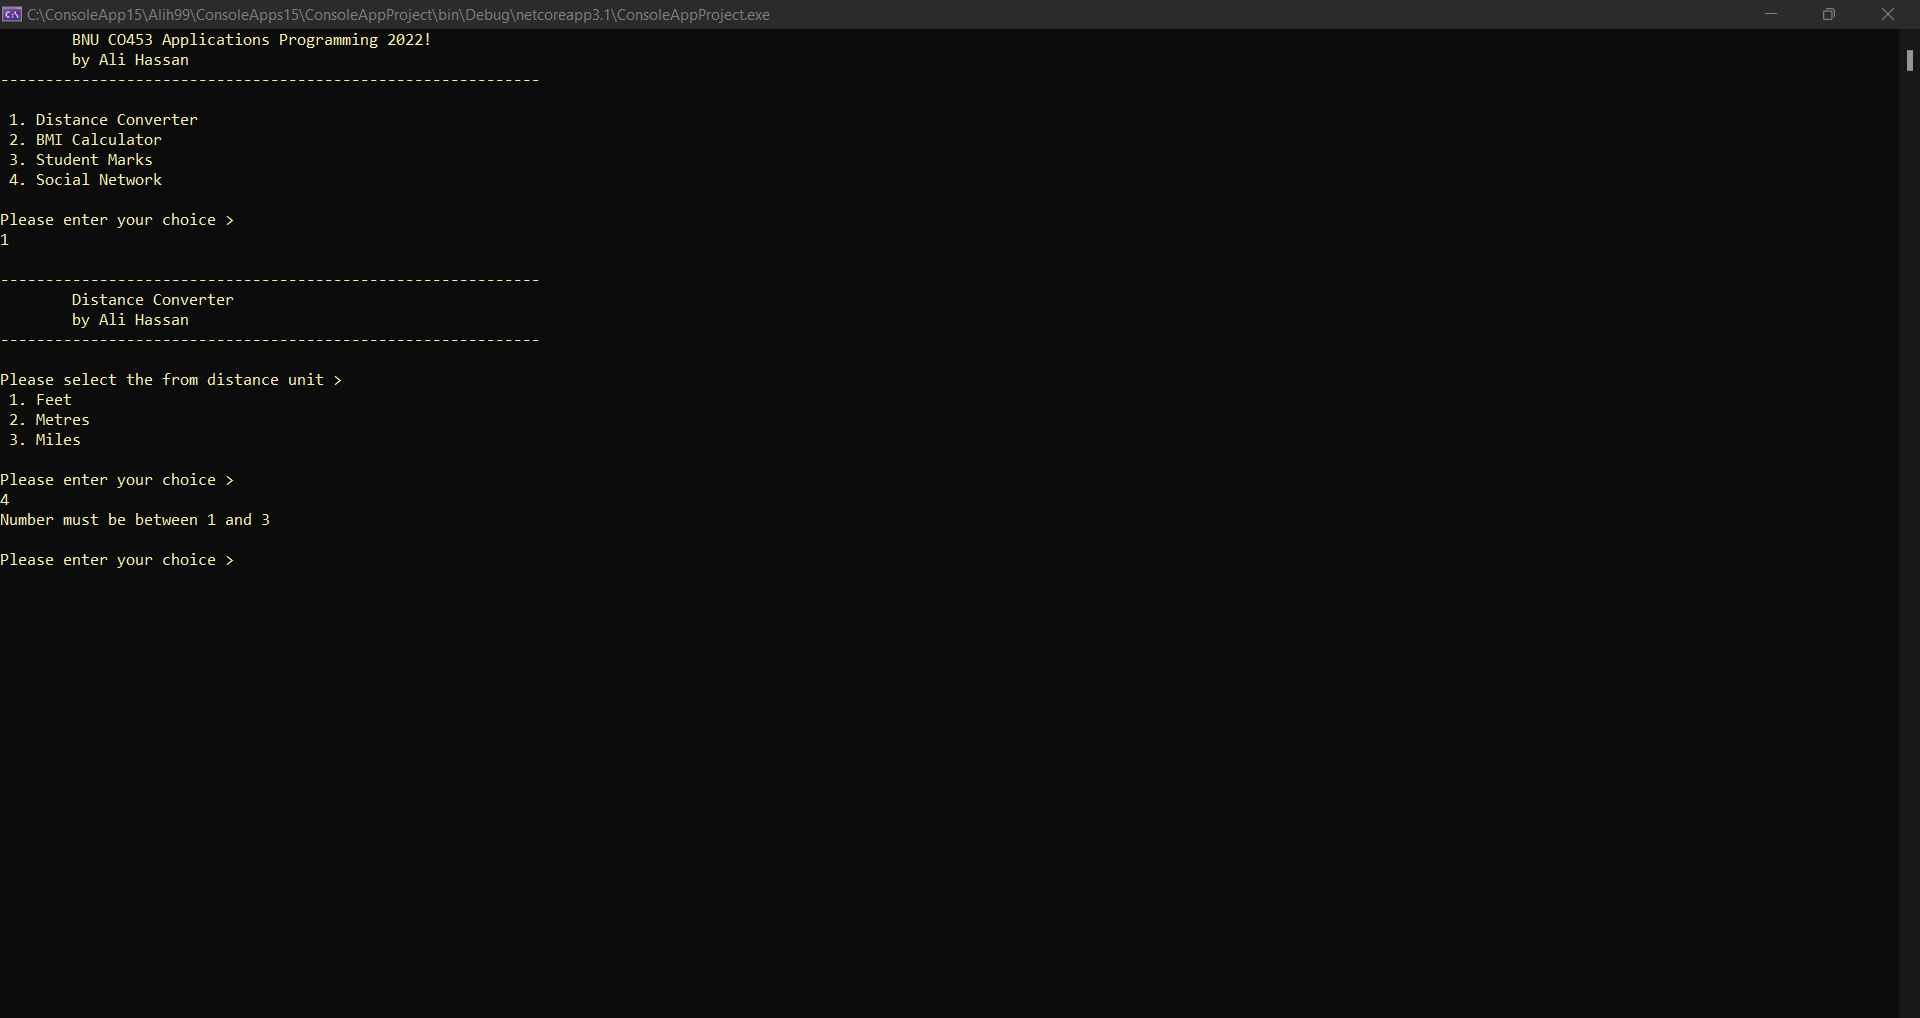 C:\ConsoleApp15\Alih99\ConsoleApps15\ConsoleAppProject\bin\Debug\netcoreapp3.1\ConsoleAppProject.exe
        BNU CO453 Applications Programming 2022!
        by Ali Hassan
------------------------------------------------------------
 1. Distance Converter
 2. BMI Calculator
 3. Student Marks
 4. Social Network
Please enter your choice >
1
------------------------------------------------------------
        Distance Converter
        by Ali Hassan
------------------------------------------------------------
Please select the from distance unit >
 1. Feet
 2. Metres
 3. Miles
Please enter your choice >
4
Number must be between 1 and 3
Please enter your choice >